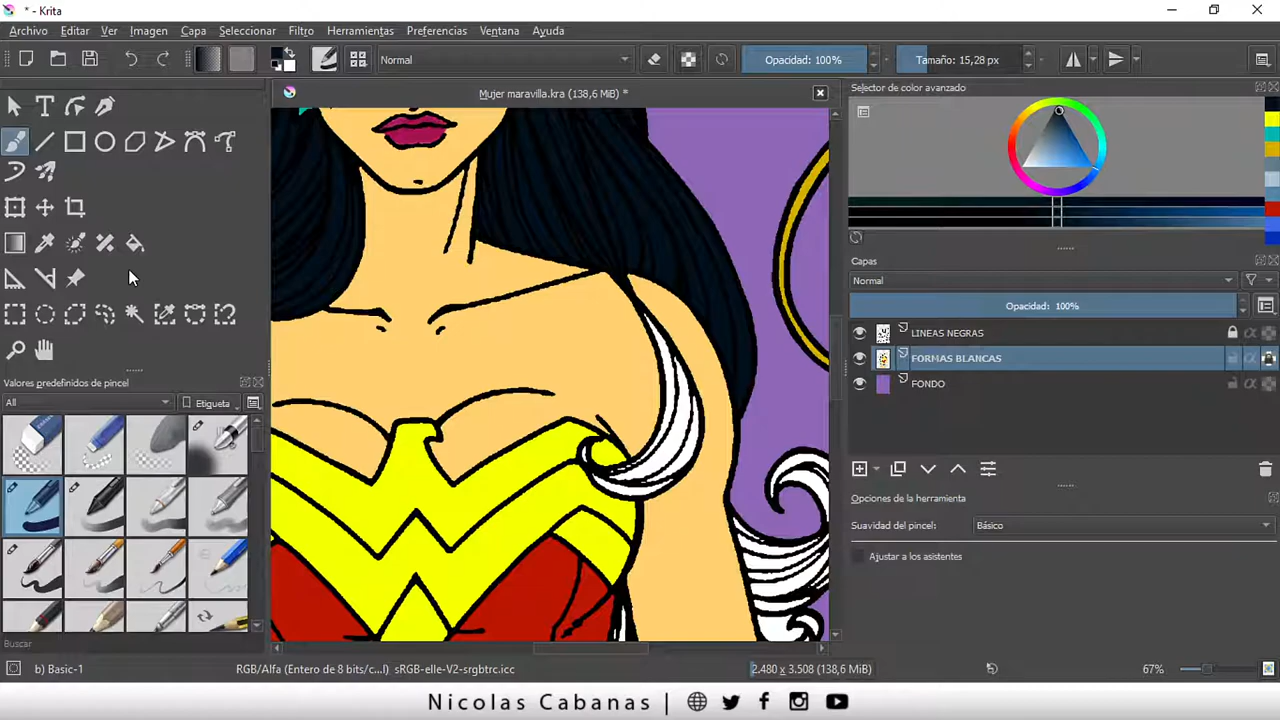 * - Krita
Archivo Editar Ver Imagen Capa Seleccionar Filtro Herramientas Preferencias Ventana Ayuda
Normal Opacidad: 100% Tamaño: 15,28 px
Mujer maravilla.kra (138,6 MiB) *
Selector de color avanzado
Capas
Normal
Opacidad: 100%
LINEAS NEGRAS
FORMAS BLANCAS
FONDO
Valores predefinidos de pincel
All Etiqueta
Opciones de la herramienta
Suavidad del pincel: Básico
Ajustar a los asistentes
Buscar
b) Basic-1 RGB/Alfa (Entero de 8 bits/c...l) sRGB-elle-V2-srgbtrc.icc 2.480 x 3.508 (138,6 MiB) 67%
Nicolas Cabanas |